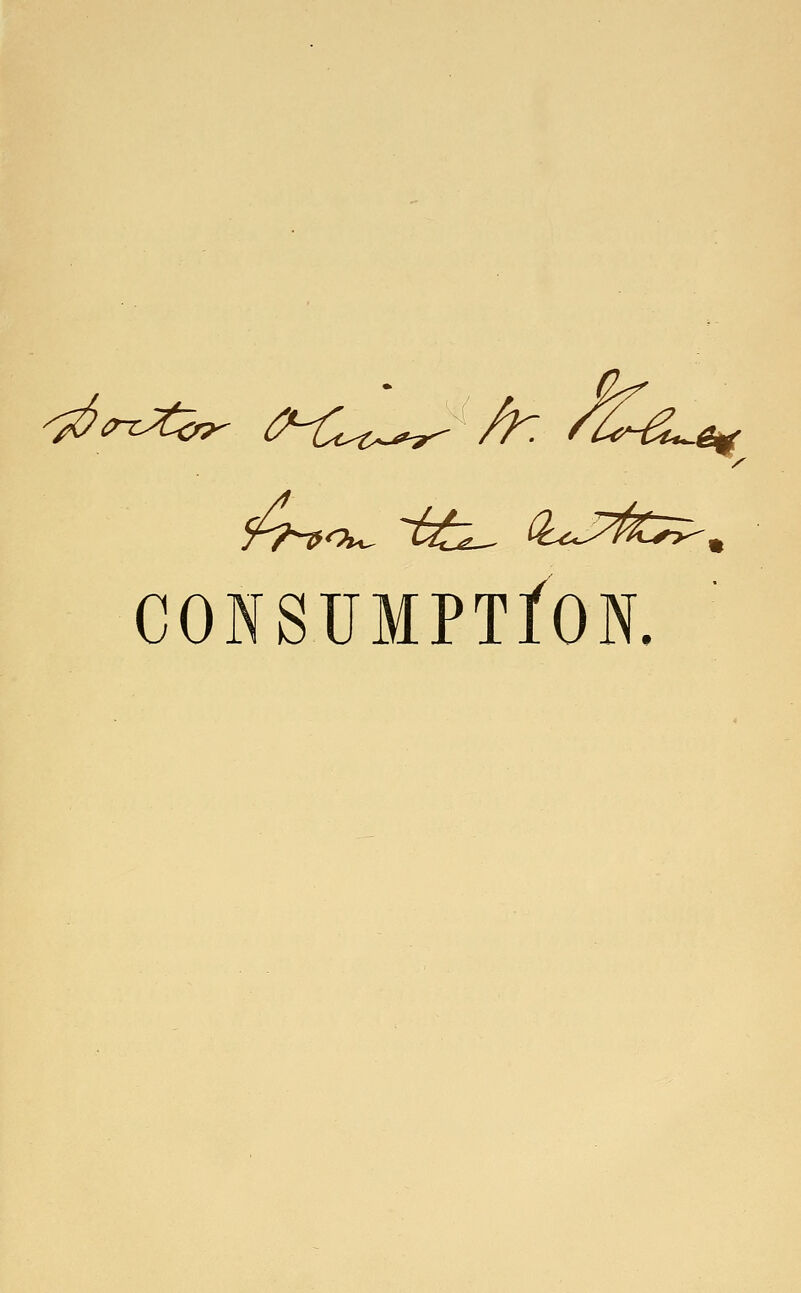 Doctor Oliver W. Holmes,
from the Author.
CONSUMPTION.